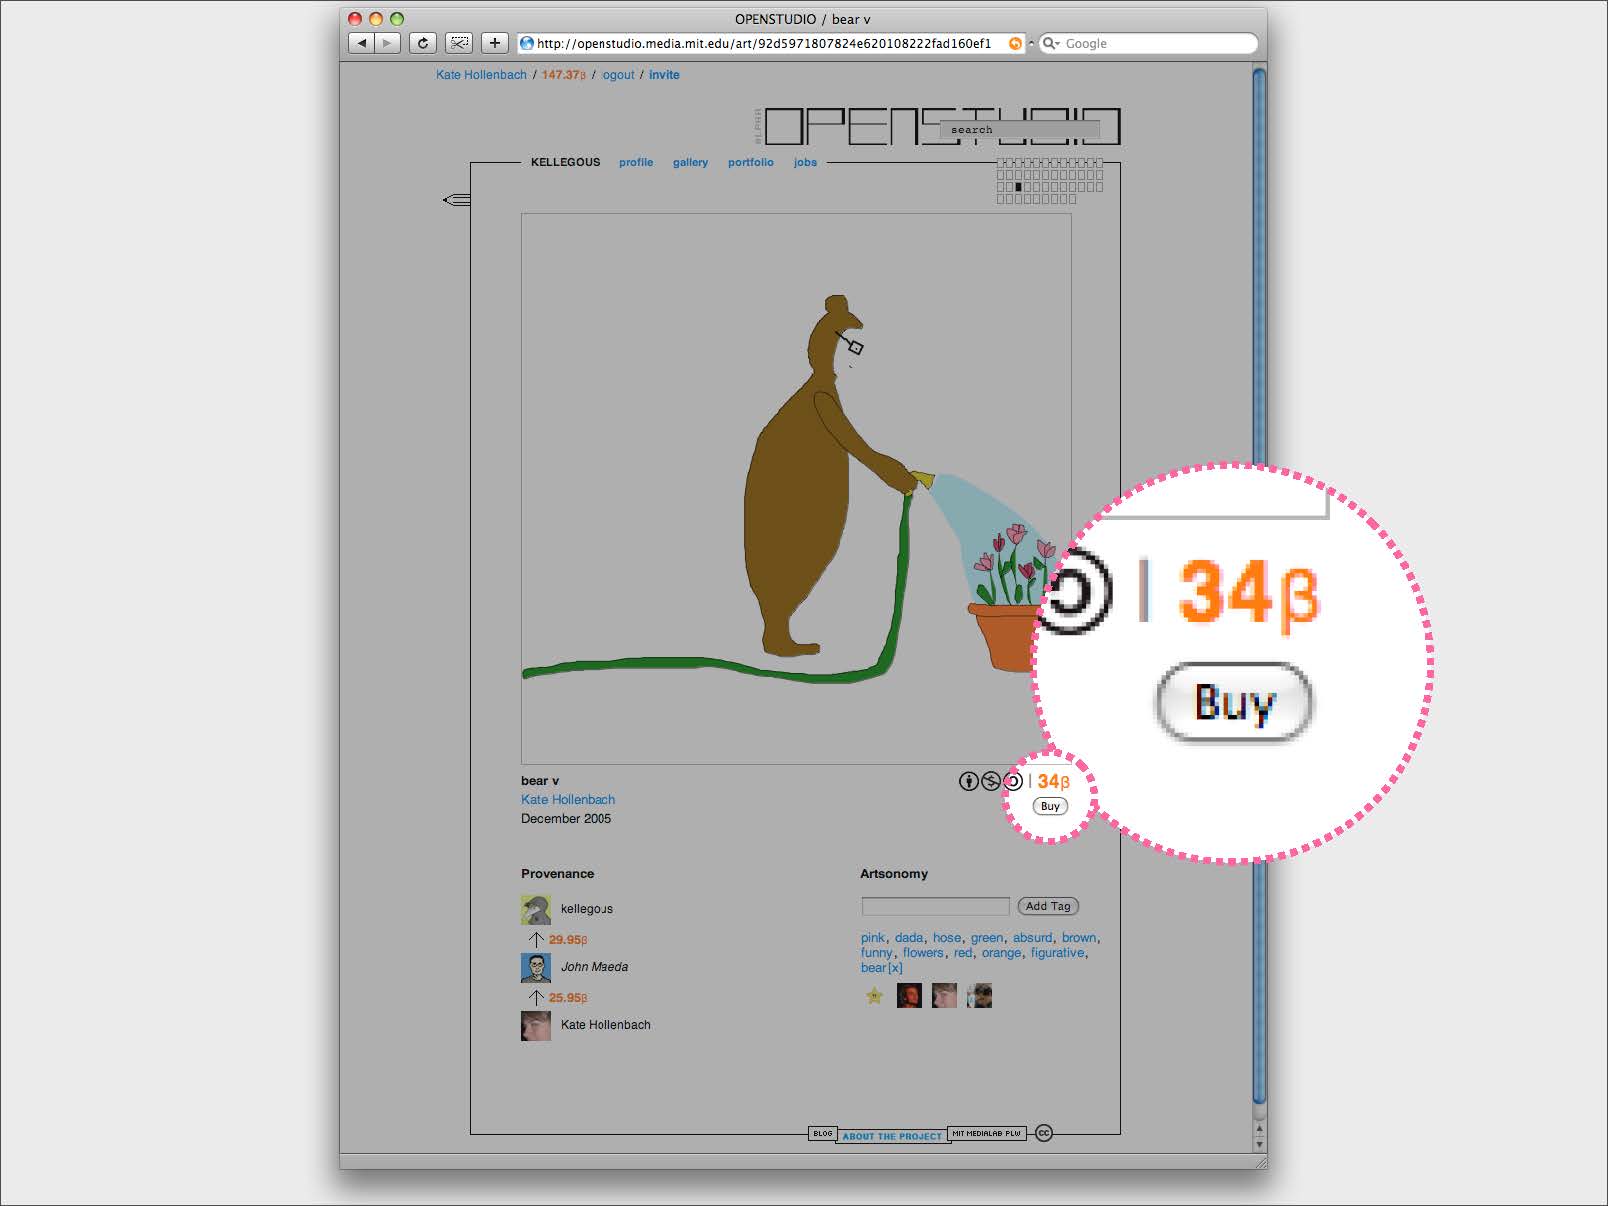 OPENSTUDIO / bear v
http://openstudio.media.mit.edu/art/92d5971807824e620108222fad160ef1
Google
Kate Hollenbach / 147.37β / logout / invite
ALPHA OPENSTUDIO
search
KELLEGOUS profile gallery portfolio jobs
34β
Buy
bear v
34β
Kate Hollenbach
Buy
December 2005
Provenance
kellegous
29.95β
John Maeda
25.95β
Kate Hollenbach
Artsonomy
Add Tag
pink, dada, hose, green, absurd, brown,
funny, flowers, red, orange, figurative,
bear[x]
BLOG ABOUT THE PROJECT MIT MEDIALAB PLW cc